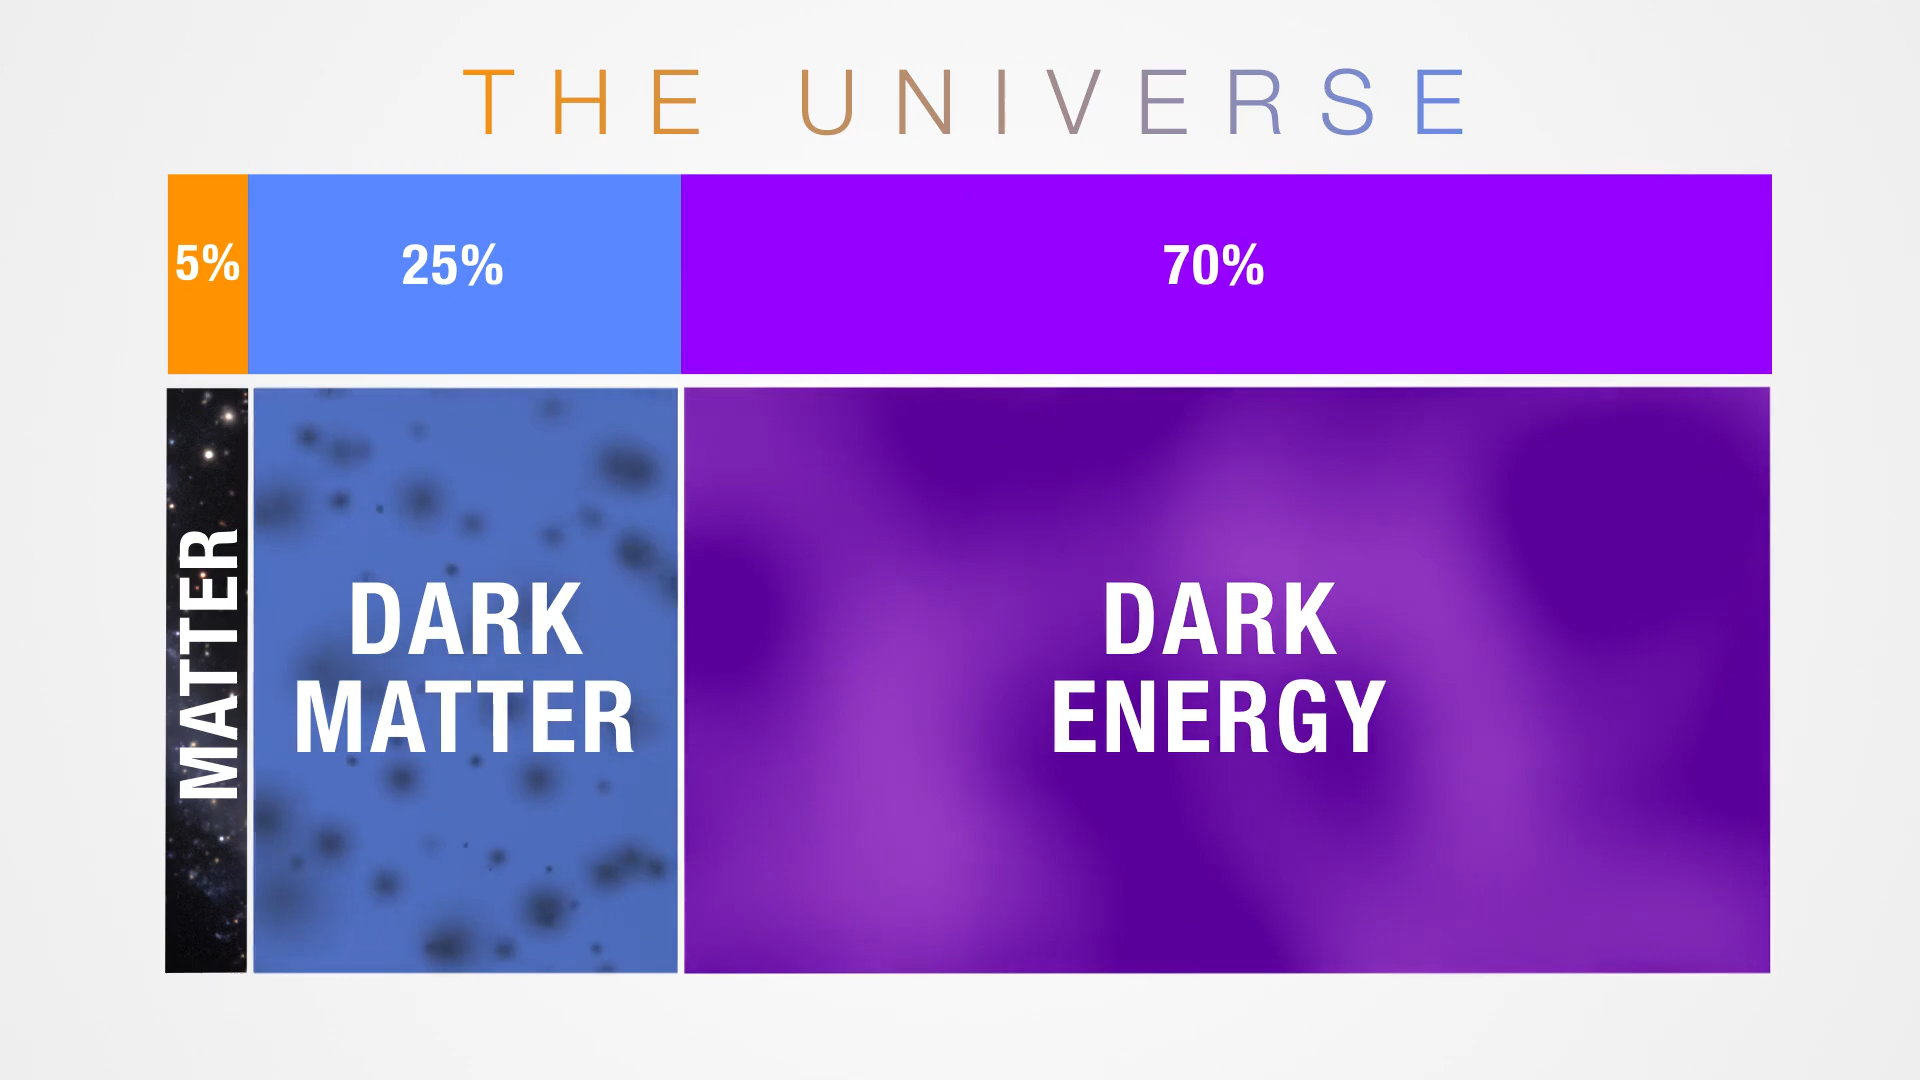 THE UNIVERSE
5% 25% 70%
MATTER
DARK
MATTER
DARK
ENERGY